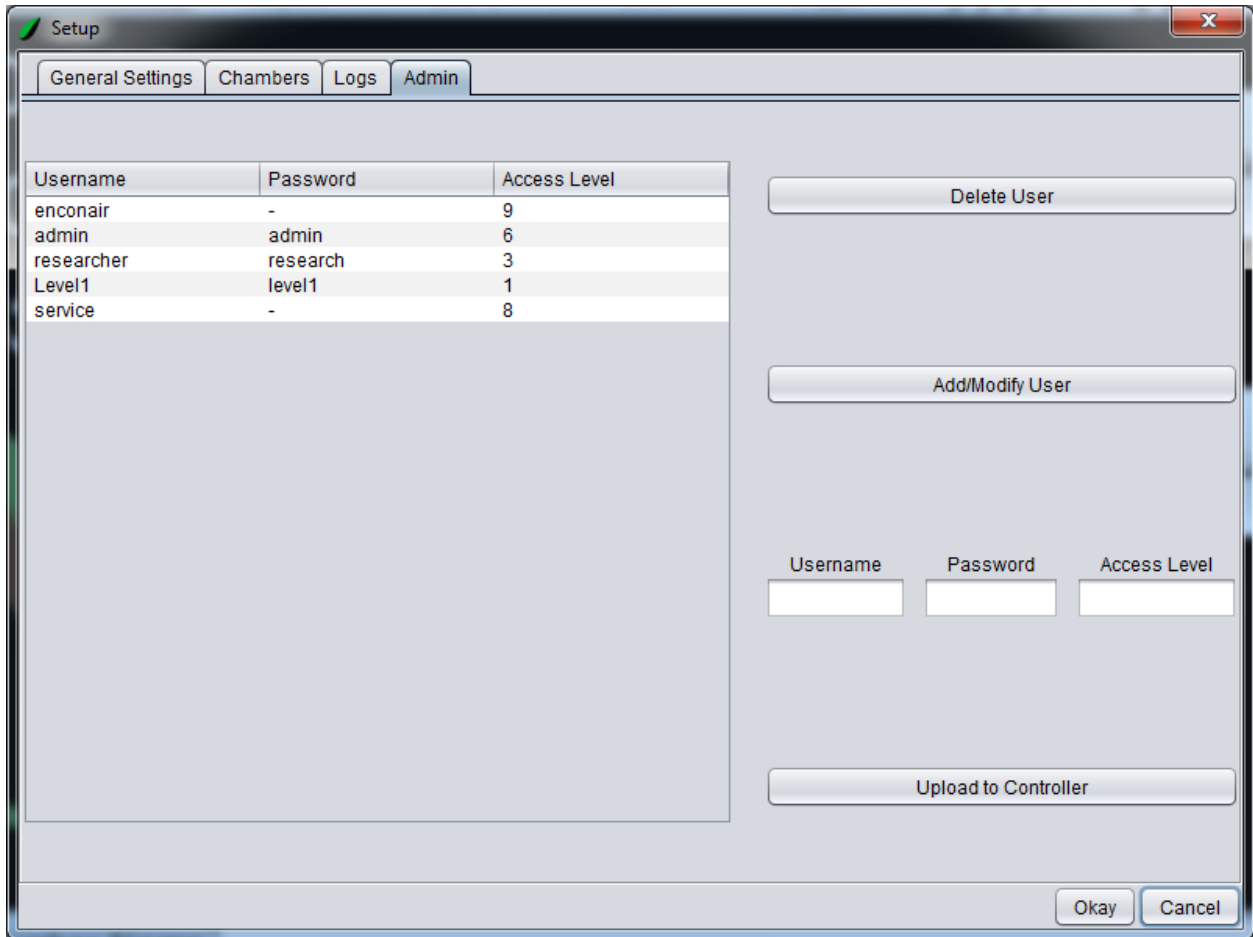 Setup
General Settings Chambers Logs Admin
Username Password Access Level
enconair - 9
admin admin 6
researcher research 3
Level1 level1 1
service - 8
Delete User
Add/Modify User
Username Password Access Level
Upload to Controller
Okay Cancel